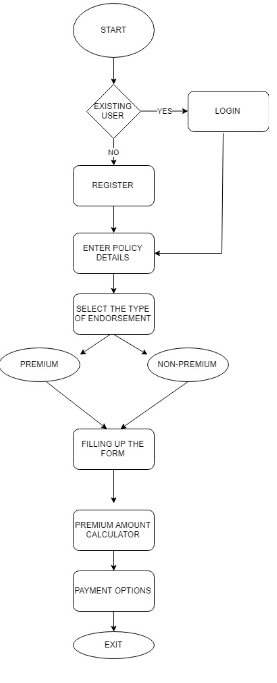 START
EXISTING
USER
YES
LOGIN
NO
REGISTER
ENTER POLICY
DETAILS
SELECT THE TYPE
OF ENDORSEMENT
PREMIUM
NON-PREMIUM
FILLING UP THE
FORM
PREMIUM AMOUNT
CALCULATOR
PAYMENT OPTIONS
EXIT